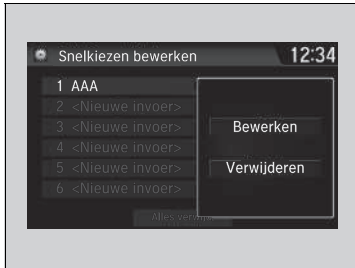 Snelkiezen bewerken 12:34
1 AAA
2 <Nieuwe invoer>
3 <Nieuwe invoer> Bewerken
4 <Nieuwe invoer>
5 <Nieuwe invoer> Verwijderen
6 <Nieuwe invoer>
Alles